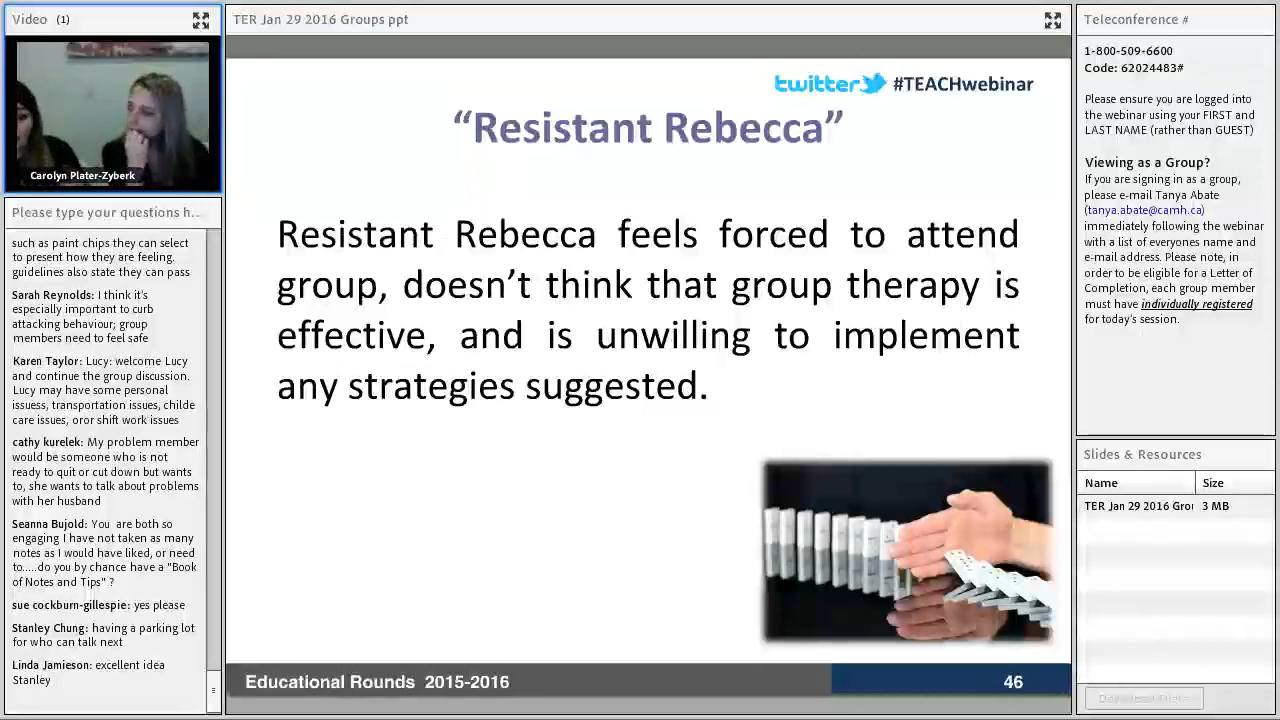 Video (1)
Carolyn Plater-Zyberk
Please type your questions h...
such as paint chips they can select
to present how they are feeling.
guidelines also state they can pass
Sarah Reynolds: I think it's
especially important to curb
attacking behaviour; group
members need to feel safe
Karen Taylor: Lucy: welcome Lucy
and continue the group discussion.
Lucy may have some personal
issuess, transportation issues, childe
care issues, oror shift work issues
cathy kurelek: My problem member
would be someone who is not
ready to quit or cut down but wants
to, she wants to talk about problems
with her husband
Seanna Bujold: You are both so
engaging I have not taken as many
notes as I would have liked, or need
to.....do you by chance have a "Book
of Notes and Tips" ?
sue cockburn-gillespie: yes please
Stanley Chung: having a parking lot
for who can talk next
Linda Jamieson: excellent idea
Stanley
TER Jan 29 2016 Groups ppt
twitter #TEACHwebinar
“Resistant Rebecca”
Resistant Rebecca feels forced to attend
group, doesn’t think that group therapy is
effective, and is unwilling to implement
any strategies suggested.
Educational Rounds 2015-2016
46
Teleconference #
1-800-509-6600
Code: 62024483#
Please ensure you are logged into
the webinar using your FIRST and
LAST NAME (rather than GUEST)
Viewing as a Group?
If you are signing in as a group,
please e-mail Tanya Abate
(tanya.abate@camh.ca)
immediately following the webinar
with a list of everyones name and
e-mail address. Please note, in
order to be eligible for a Letter of
Completion, each group member
must have individually registered
for today's session.
Slides & Resources
Name Size
TER Jan 29 2016 Grou 3 MB